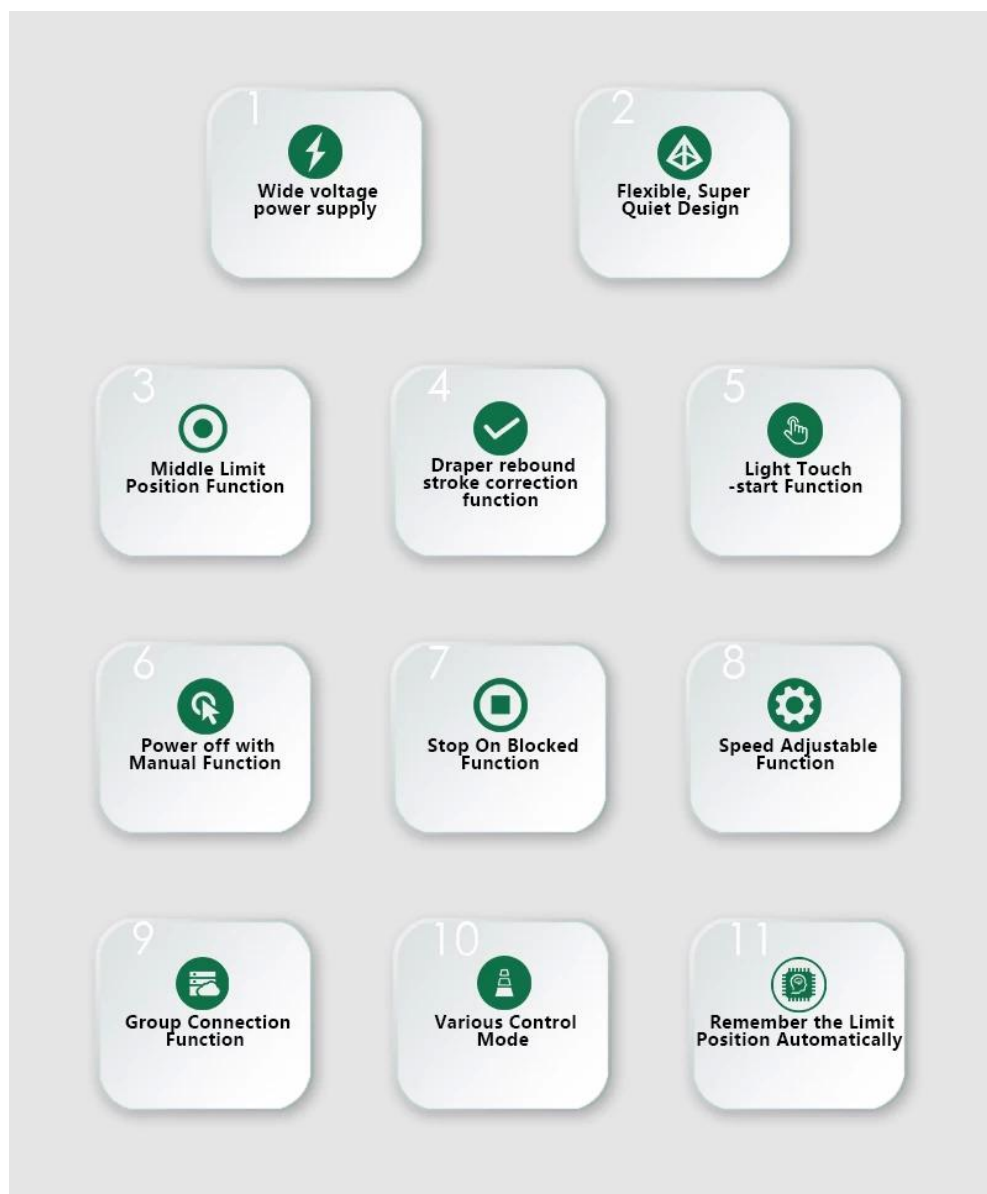 1
Wide voltage
power supply
2
Flexible, Super
Quiet Design
3
Middle Limit
Position Function
4
Draper rebound
stroke correction
function
5
Light Touch
-start Function
6
Power off with
Manual Function
7
Stop On Blocked
Function
8
Speed Adjustable
Function
9
Group Connection
Function
10
Various Control
Mode
11
Remember the Limit
Position Automatically